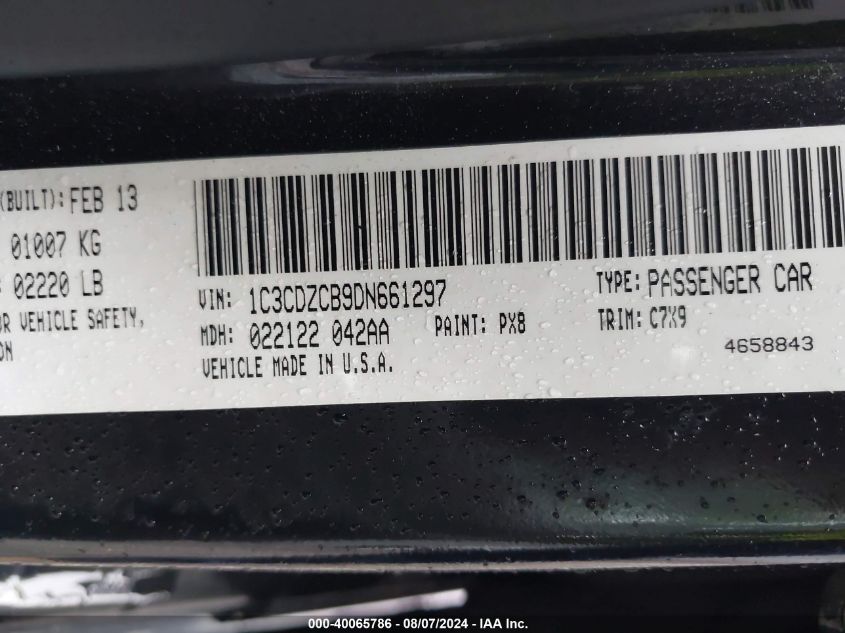 (BUILT): FEB 13
01007 KG
02220 LB
OR VEHICLE SAFETY,
ON
VIN: 1C3CDZCB9DN661297
TYPE: PASSENGER CAR
MDH: 022122 042AA
PAINT: PX8
TRIM: C7X9
VEHICLE MADE IN U.S.A.
4658843
000-40065786 - 08/07/2024 - IAA Inc.